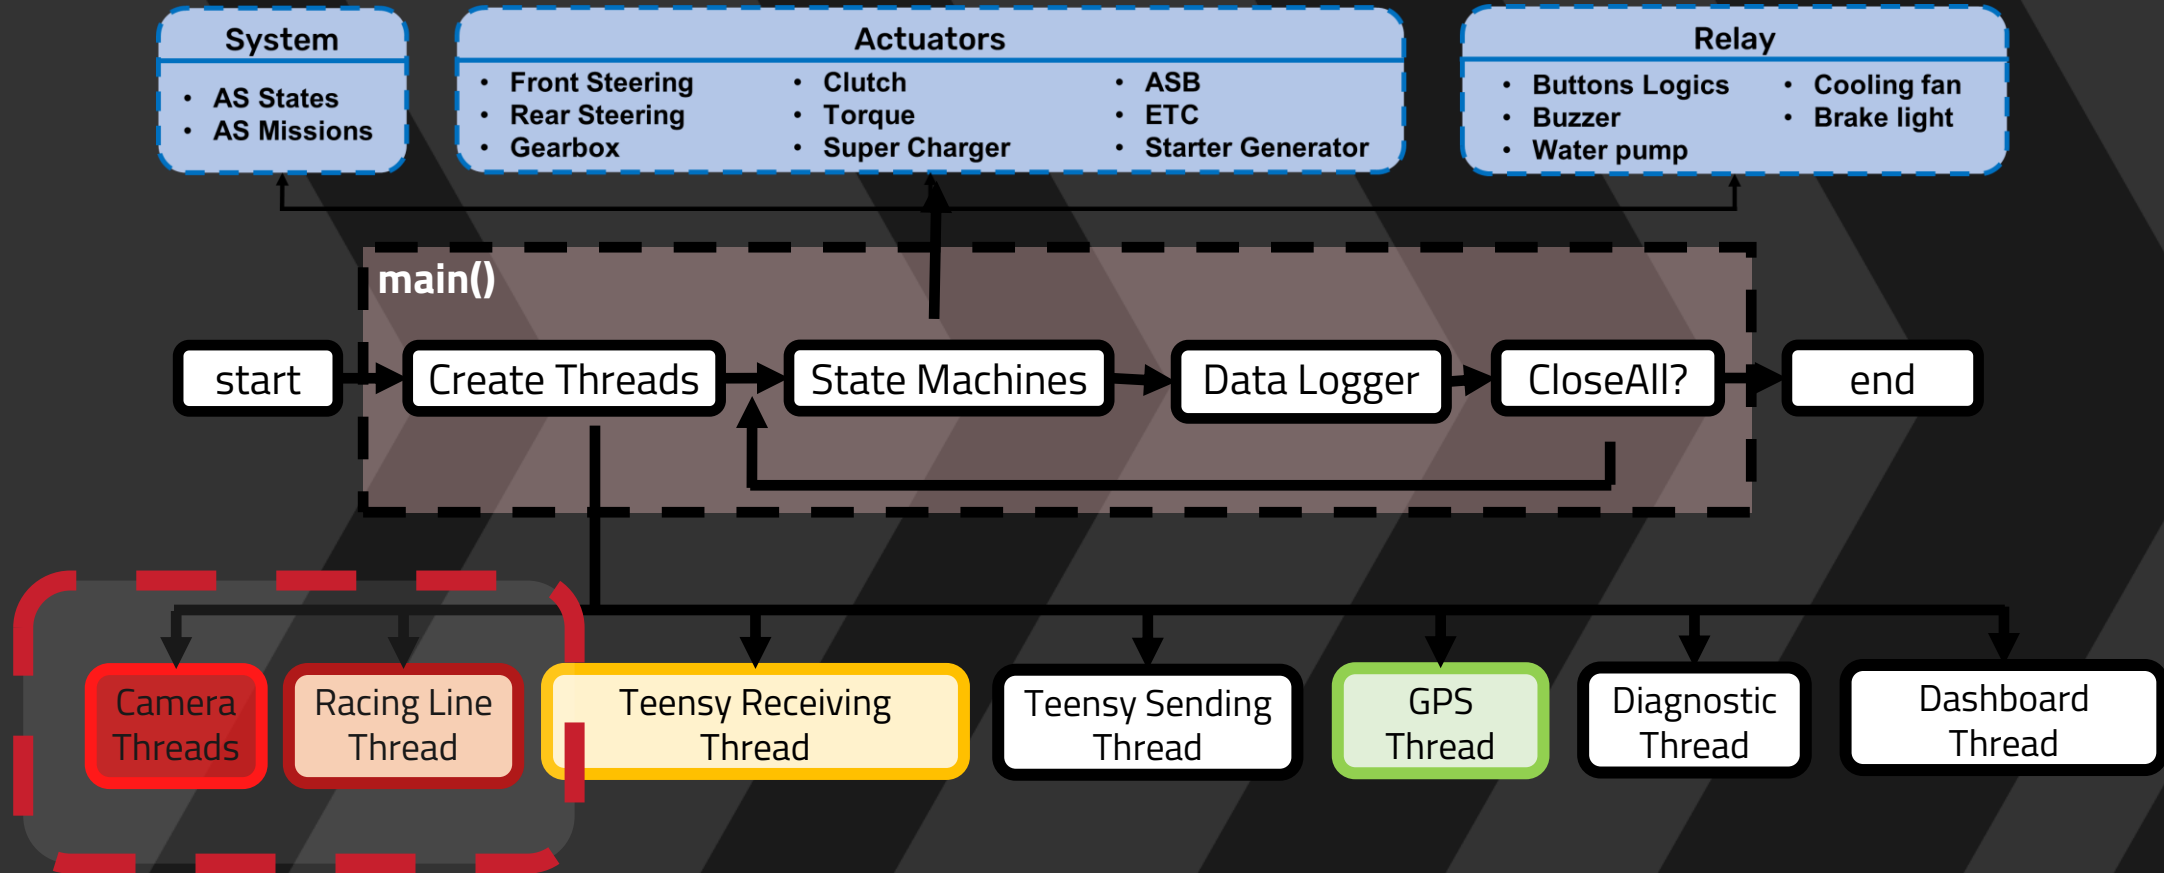 System
• AS States
• AS Missions
Actuators
• Front Steering
• Rear Steering
• Gearbox
• Clutch
• Torque
• Super Charger
• ASB
• ETC
• Starter Generator
Relay
• Buttons Logics
• Buzzer
• Water pump
• Cooling fan
• Brake light
main()
start
Create Threads
State Machines
Data Logger
CloseAll?
end
Camera
Threads
Racing Line
Thread
Teensy Receiving
Thread
Teensy Sending
Thread
GPS
Thread
Diagnostic
Thread
Dashboard
Thread